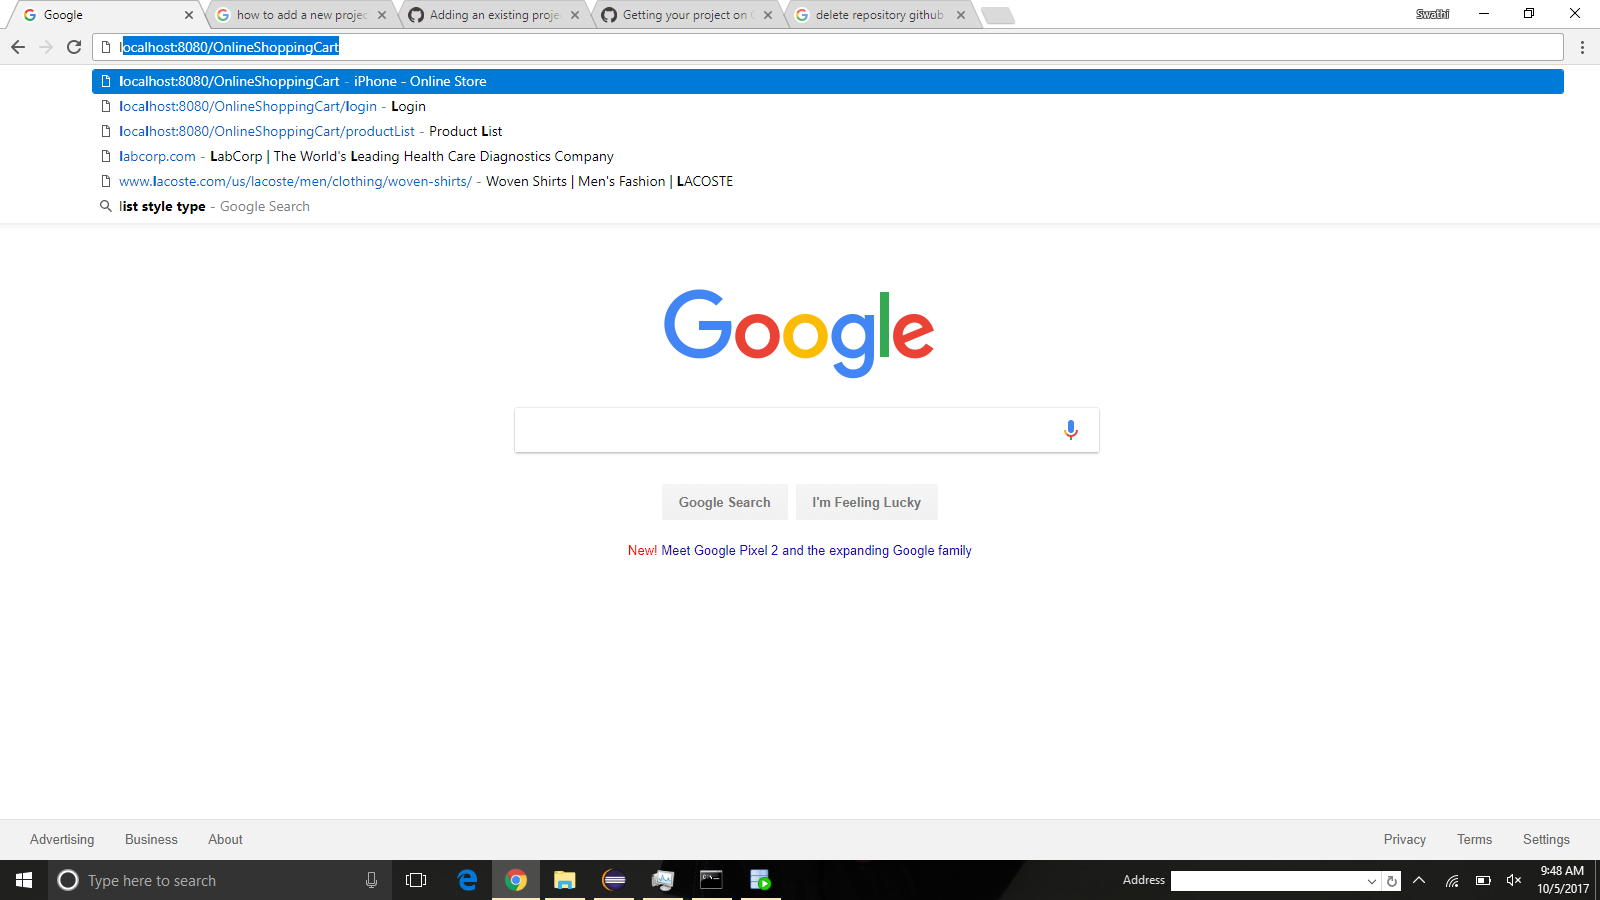 Google
how to add a new projec
Adding an existing proje
Getting your project on
delete repository github
Swathi
localhost:8080/OnlineShoppingCart
localhost:8080/OnlineShoppingCart - iPhone - Online Store
localhost:8080/OnlineShoppingCart/login - Login
localhost:8080/OnlineShoppingCart/productList - Product List
labcorp.com - LabCorp | The World's Leading Health Care Diagnostics Company
www.lacoste.com/us/lacoste/men/clothing/woven-shirts/ - Woven Shirts | Men's Fashion | LACOSTE
list style type - Google Search
Google
Google Search
I'm Feeling Lucky
New! Meet Google Pixel 2 and the expanding Google family
Advertising Business About
Privacy Terms Settings
Type here to search
Address
9:48 AM
10/5/2017